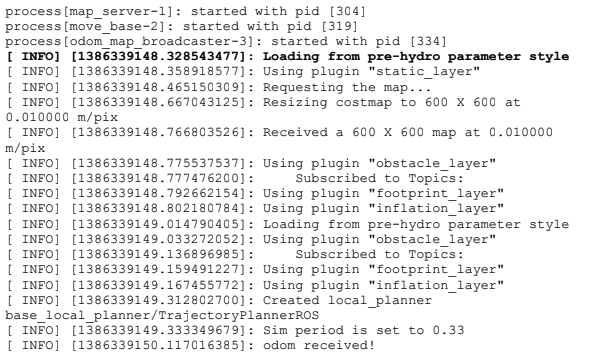 process[map_server-1]: started with pid [304]
process[move_base-2]: started with pid [319]
process[odom_map_broadcaster-3]: started with pid [334]
[ INFO] [1386339148.328543477]: Loading from pre-hydro parameter style
[ INFO] [1386339148.358918577]: Using plugin "static_layer"
[ INFO] [1386339148.465150309]: Requesting the map...
[ INFO] [1386339148.667043125]: Resizing costmap to 600 X 600 at
0.010000 m/pix
[ INFO] [1386339148.766803526]: Received a 600 X 600 map at 0.010000
m/pix
[ INFO] [1386339148.775537537]: Using plugin "obstacle_layer"
[ INFO] [1386339148.777476200]:     Subscribed to Topics:
[ INFO] [1386339148.792662154]: Using plugin "footprint_layer"
[ INFO] [1386339148.802180784]: Using plugin "inflation_layer"
[ INFO] [1386339149.014790405]: Loading from pre-hydro parameter style
[ INFO] [1386339149.033272052]: Using plugin "obstacle_layer"
[ INFO] [1386339149.136896985]:     Subscribed to Topics:
[ INFO] [1386339149.159491227]: Using plugin "footprint_layer"
[ INFO] [1386339149.167455772]: Using plugin "inflation_layer"
[ INFO] [1386339149.312802700]: Created local_planner
base_local_planner/TrajectoryPlannerROS
[ INFO] [1386339149.333349679]: Sim period is set to 0.33
[ INFO] [1386339150.117016385]: odom received!